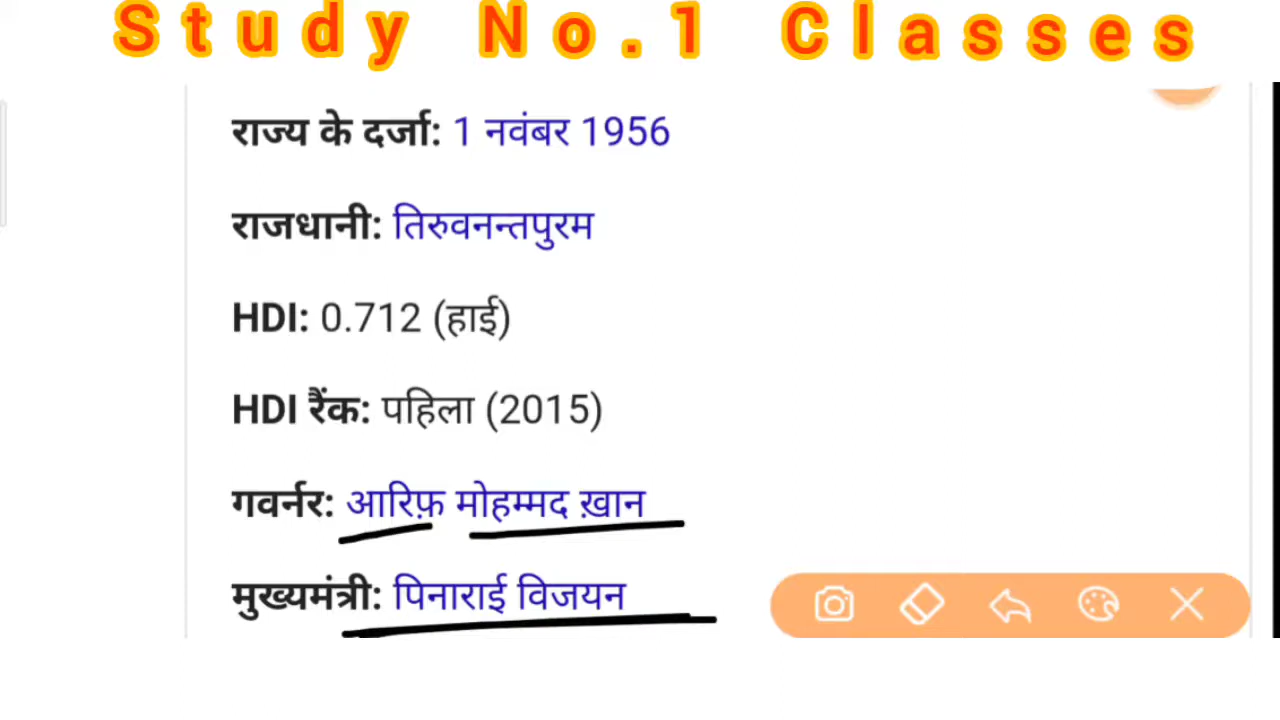 Study No.1 Classes
राज्य के दर्जा: 1 नवंबर 1956
राजधानी: तिरुवनन्तपुरम
HDI: 0.712 (हाई)
HDI रैंक: पहिला (2015)
गवर्नर: आरिफ़ मोहम्मद ख़ान
मुख्यमंत्री: पिनाराई विजयन